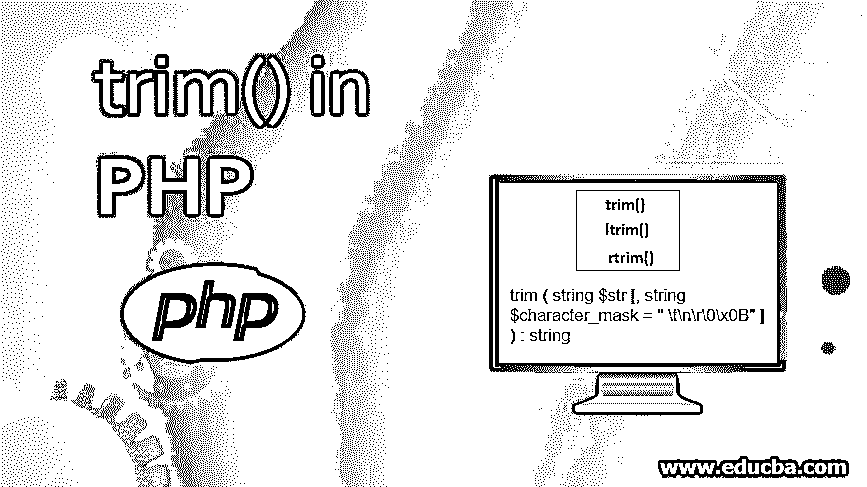 trim() in
PHP
php
trim()
ltrim()
rtrim()
trim ( string $str [, string
$character_mask = " \t\n\r\0\x0B" ]
) : string
www.educba.com